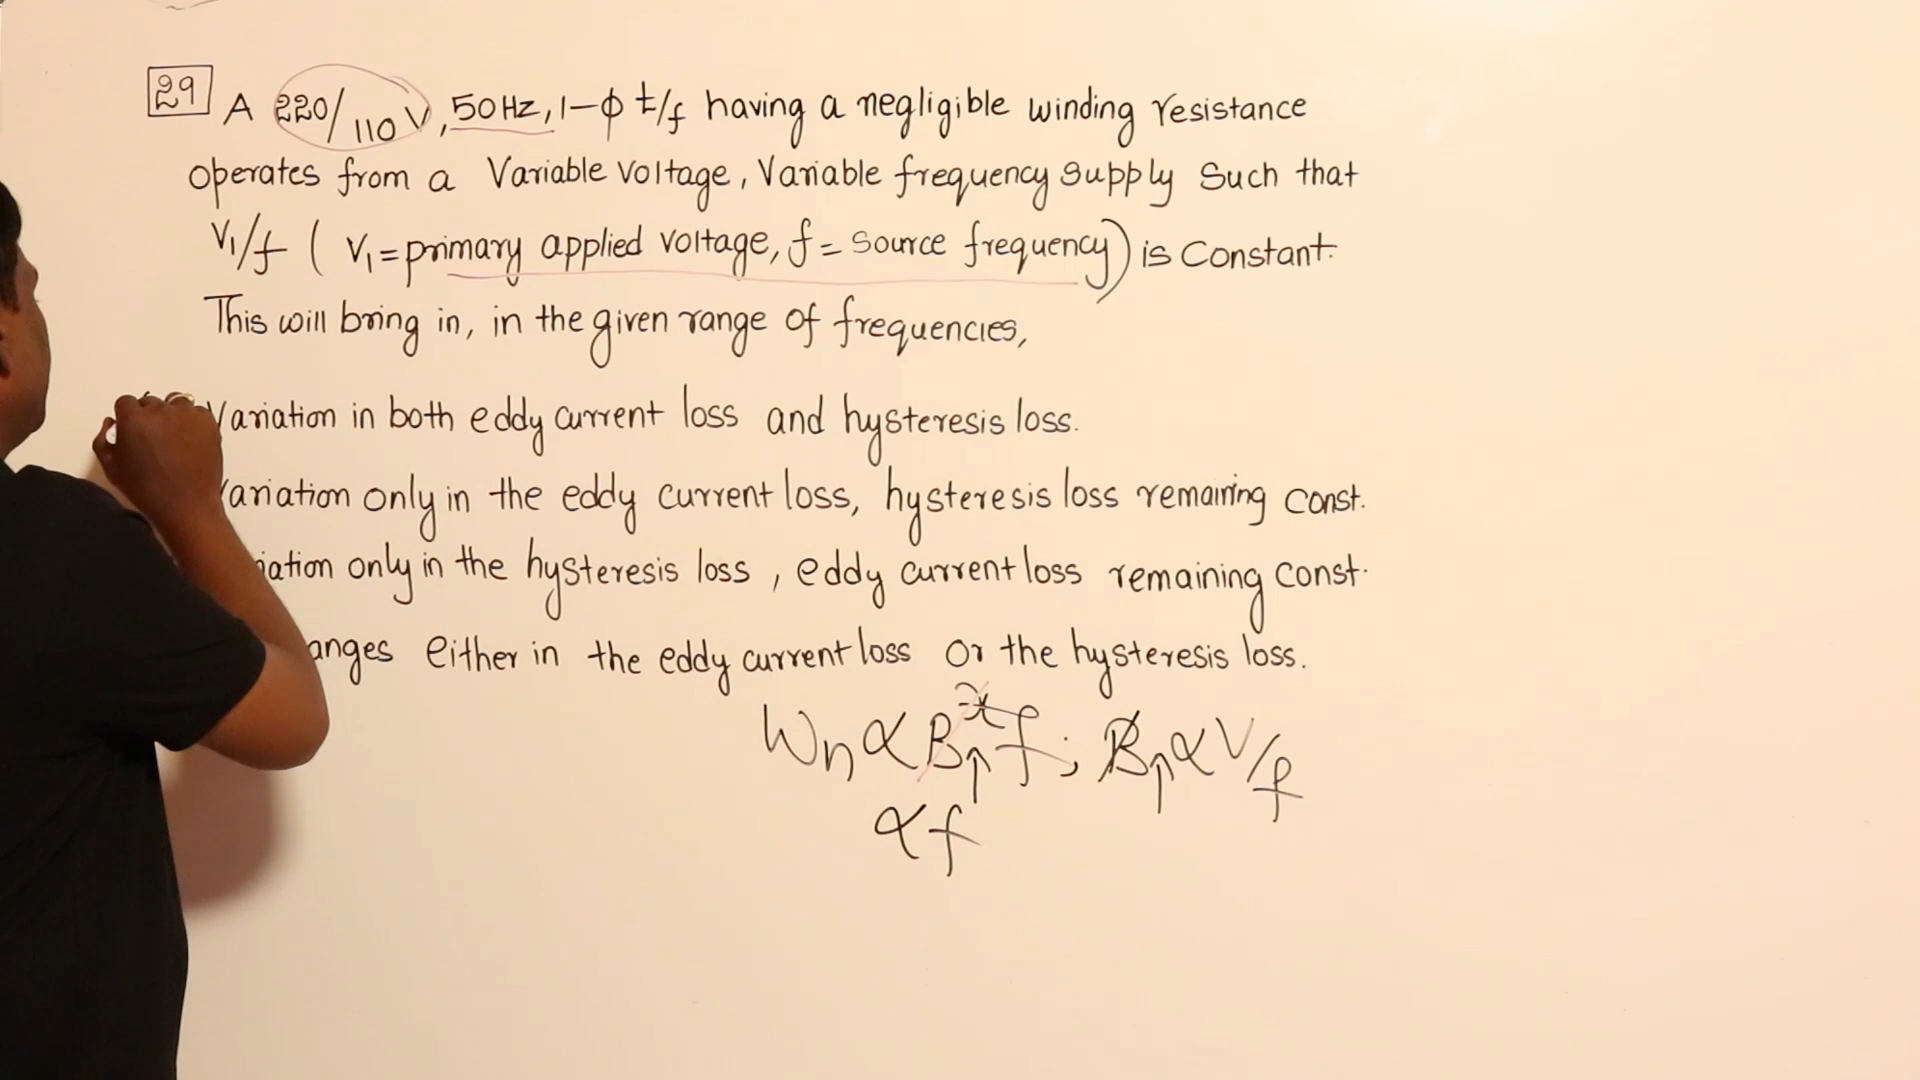 29 A 220/110 V, 50 Hz, 1-ϕ t/f having a negligible winding resistance
operates from a Variable Voltage, Variable frequency supply Such that
V₁/f ( V₁ = primary applied voltage, f = source frequency) is Constant.
This will bring in, in the given range of frequencies,
Variation in both eddy current loss and hysteresis loss.
ariation only in the eddy current loss, hysteresis loss remaining const.
iation only in the hysteresis loss, eddy current loss remaining const.
anges either in the eddy current loss or the hysteresis loss.
Wh ∝ f ; ∝ V/f
∝ f